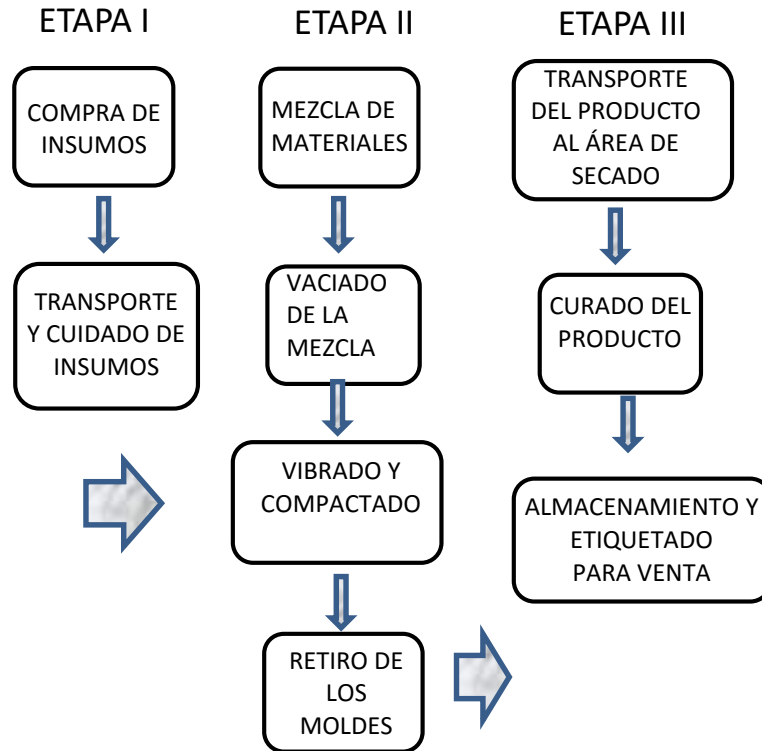 ETAPA I
COMPRA DE
INSUMOS
TRANSPORTE
Y CUIDADO DE
INSUMOS
ETAPA II
MEZCLA DE
MATERIALES
VACIADO
DE LA
MEZCLA
VIBRADO Y
COMPACTADO
RETIRO DE
LOS
MOLDES
ETAPA III
TRANSPORTE
DEL PRODUCTO
AL ÁREA DE
SECADO
CURADO DEL
PRODUCTO
ALMACENAMIENTO Y
ETIQUETADO
PARA VENTA